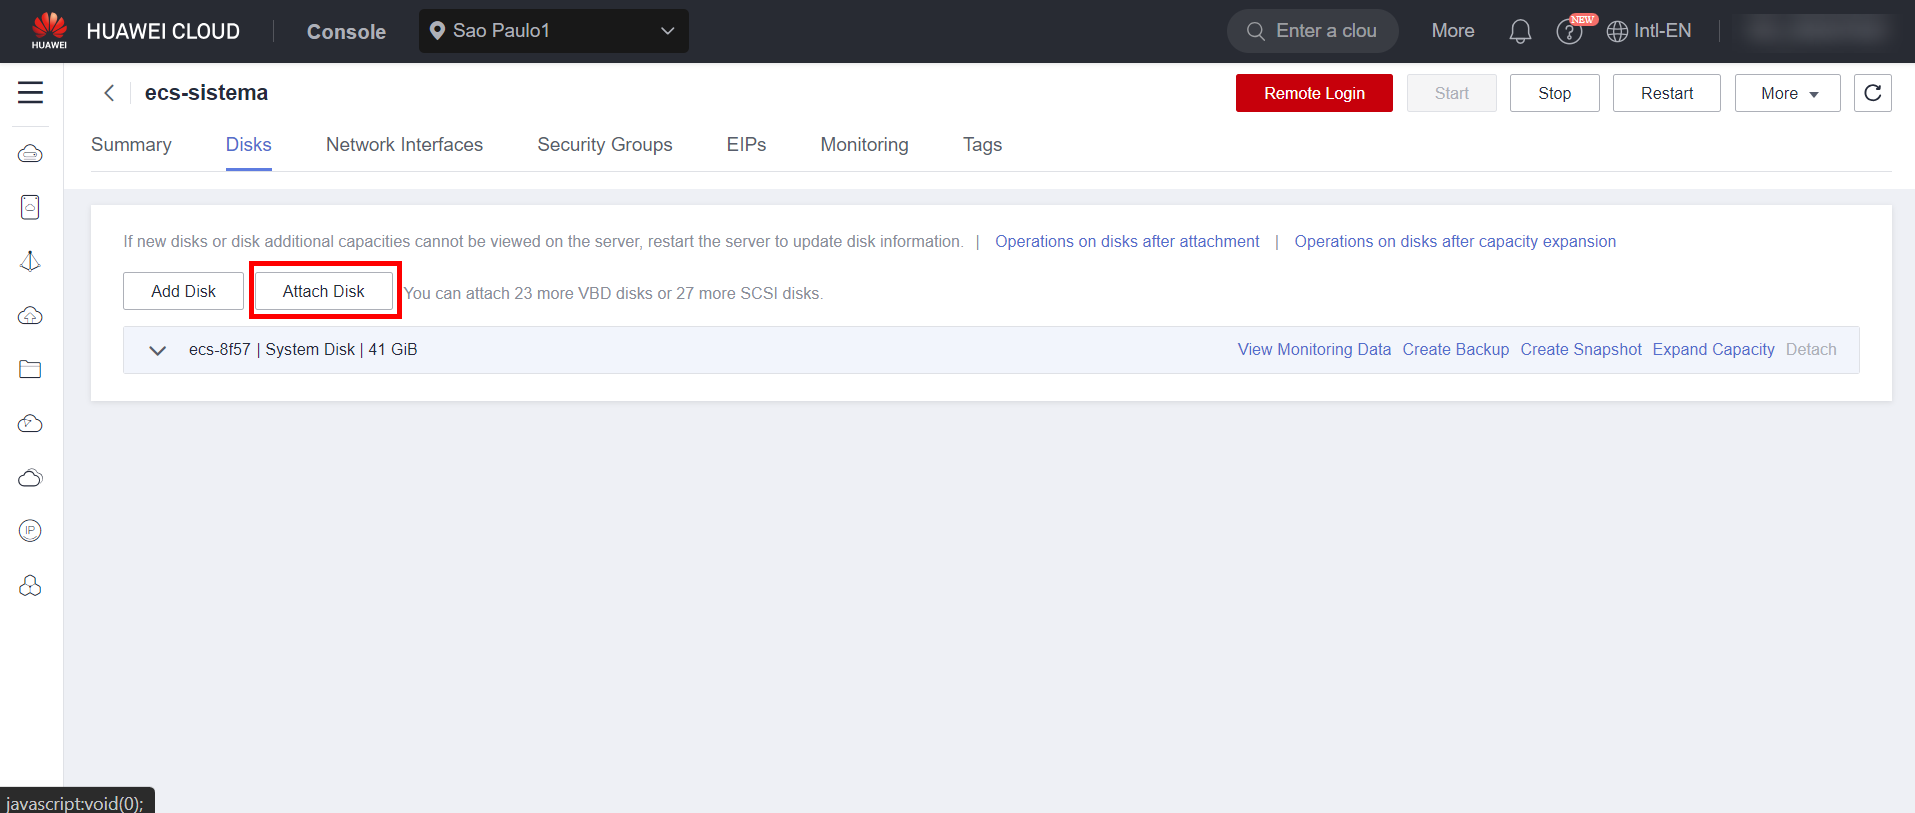 HUAWEI
HUAWEI CLOUD
Console
Sao Paulo1
Enter a clou
More
NEW
Intl-EN
ecs-sistema
Remote Login
Start
Stop
Restart
More
Summary
Disks
Network Interfaces
Security Groups
EIPs
Monitoring
Tags
If new disks or disk additional capacities cannot be viewed on the server, restart the server to update disk information. | Operations on disks after attachment | Operations on disks after capacity expansion
Add Disk
Attach Disk
You can attach 23 more VBD disks or 27 more SCSI disks.
ecs-8f57 | System Disk | 41 GiB
View Monitoring Data
Create Backup
Create Snapshot
Expand Capacity
Detach
IP
javascript:void(0);